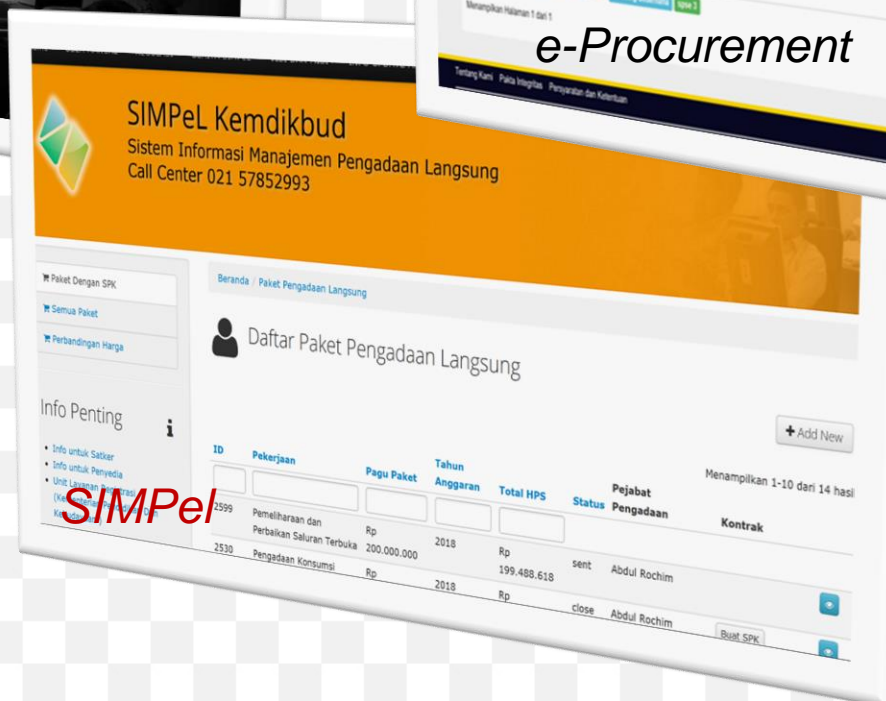 spse 3
Menampilkan Halaman 1 dari 1
e-Procurement
Tentang Kami Pakta Integritas Persyaratan dan Ketentuan
SIMPeL Kemdikbud
Sistem Informasi Manajemen Pengadaan Langsung
Call Center 021 57852993
Paket Dengan SPK
Semua Paket
Perbandingan Harga
Beranda / Paket Pengadaan Langsung
Daftar Paket Pengadaan Langsung
Info Penting
Info untuk Satker
Info untuk Penyedia
Unit Layanan
SIMPel
+ Add New
Menampilkan 1-10 dari 14 hasil
ID Pekerjaan Pagu Paket Tahun Anggaran Total HPS Status Pejabat Pengadaan Kontrak
2599 Pemeliharaan dan Perbaikan Saluran Terbuka Rp 200.000.000 2018 Rp 199.488.618 sent Abdul Rochim
2530 Pengadaan Konsumsi Rp 2018 Rp close Abdul Rochim Buat SPK